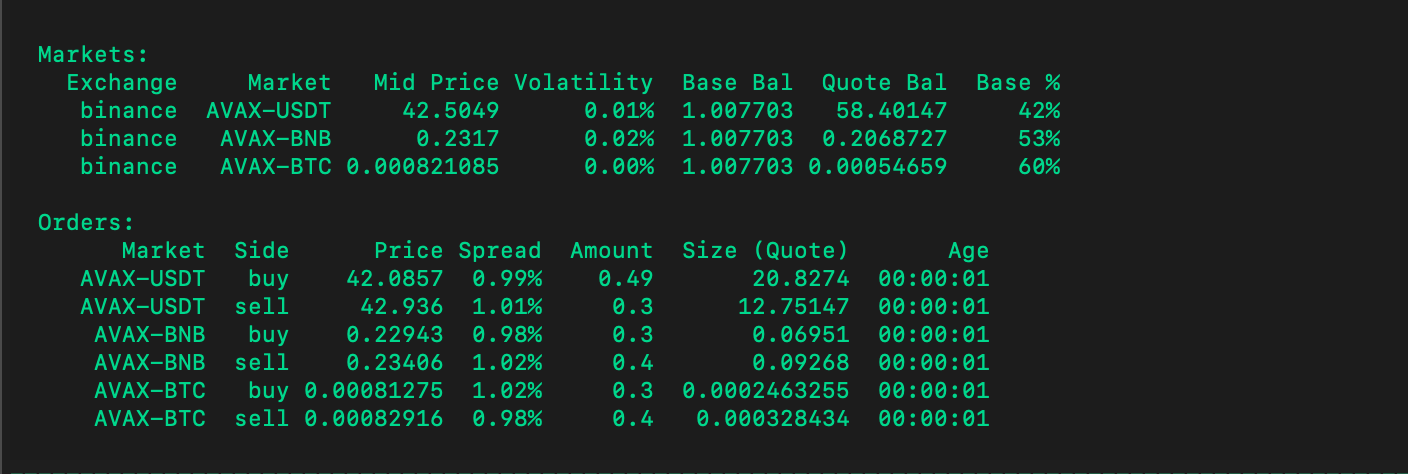 Markets:
Exchange Market Mid Price Volatility Base Bal Quote Bal Base %
binance AVAX-USDT 42.5049 0.01% 1.007703 58.40147 42%
binance AVAX-BNB 0.2317 0.02% 1.007703 0.2068727 53%
binance AVAX-BTC 0.000821085 0.00% 1.007703 0.00054659 60%
Orders:
Market Side Price Spread Amount Size (Quote) Age
AVAX-USDT buy 42.0857 0.99% 0.49 20.8274 00:00:01
AVAX-USDT sell 42.936 1.01% 0.3 12.75147 00:00:01
AVAX-BNB buy 0.22943 0.98% 0.3 0.06951 00:00:01
AVAX-BNB sell 0.23406 1.02% 0.4 0.09268 00:00:01
AVAX-BTC buy 0.00081275 1.02% 0.3 0.0002463255 00:00:01
AVAX-BTC sell 0.00082916 0.98% 0.4 0.000328434 00:00:01